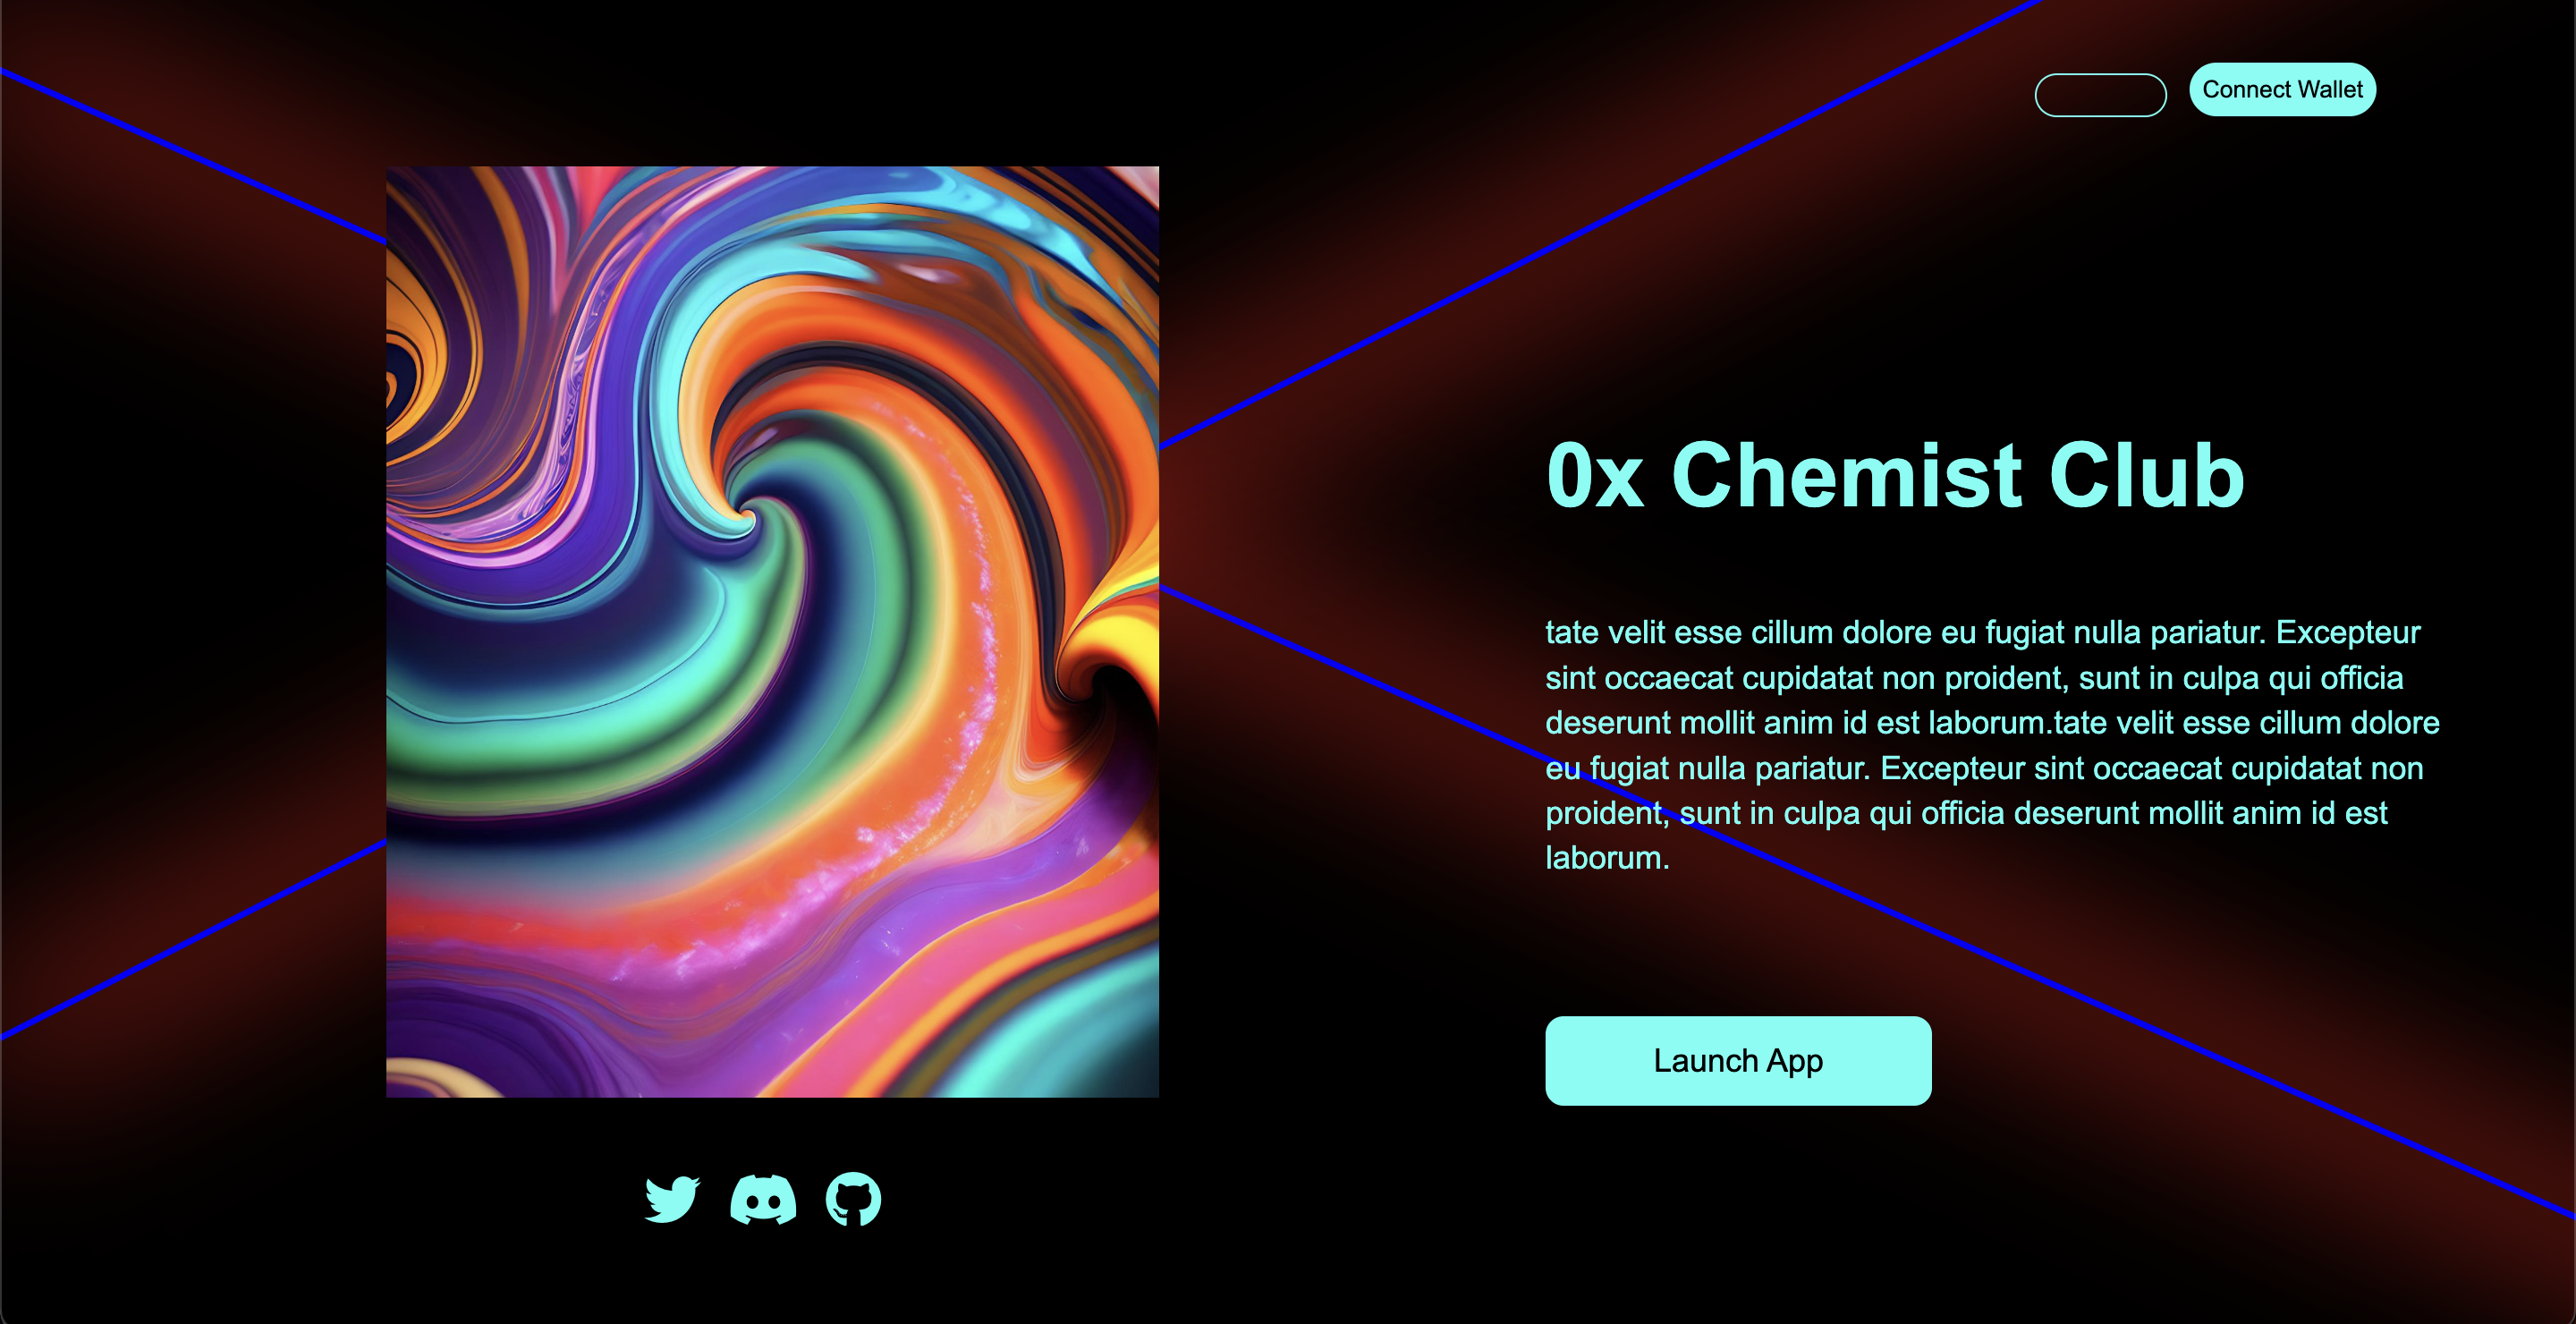 Connect Wallet
0x Chemist Club
tate velit esse cillum dolore eu fugiat nulla pariatur. Excepteur
sint occaecat cupidatat non proident, sunt in culpa qui officia
deserunt mollit anim id est laborum.tate velit esse cillum dolore
eu fugiat nulla pariatur. Excepteur sint occaecat cupidatat non
proident, sunt in culpa qui officia deserunt mollit anim id est
laborum.
Launch App